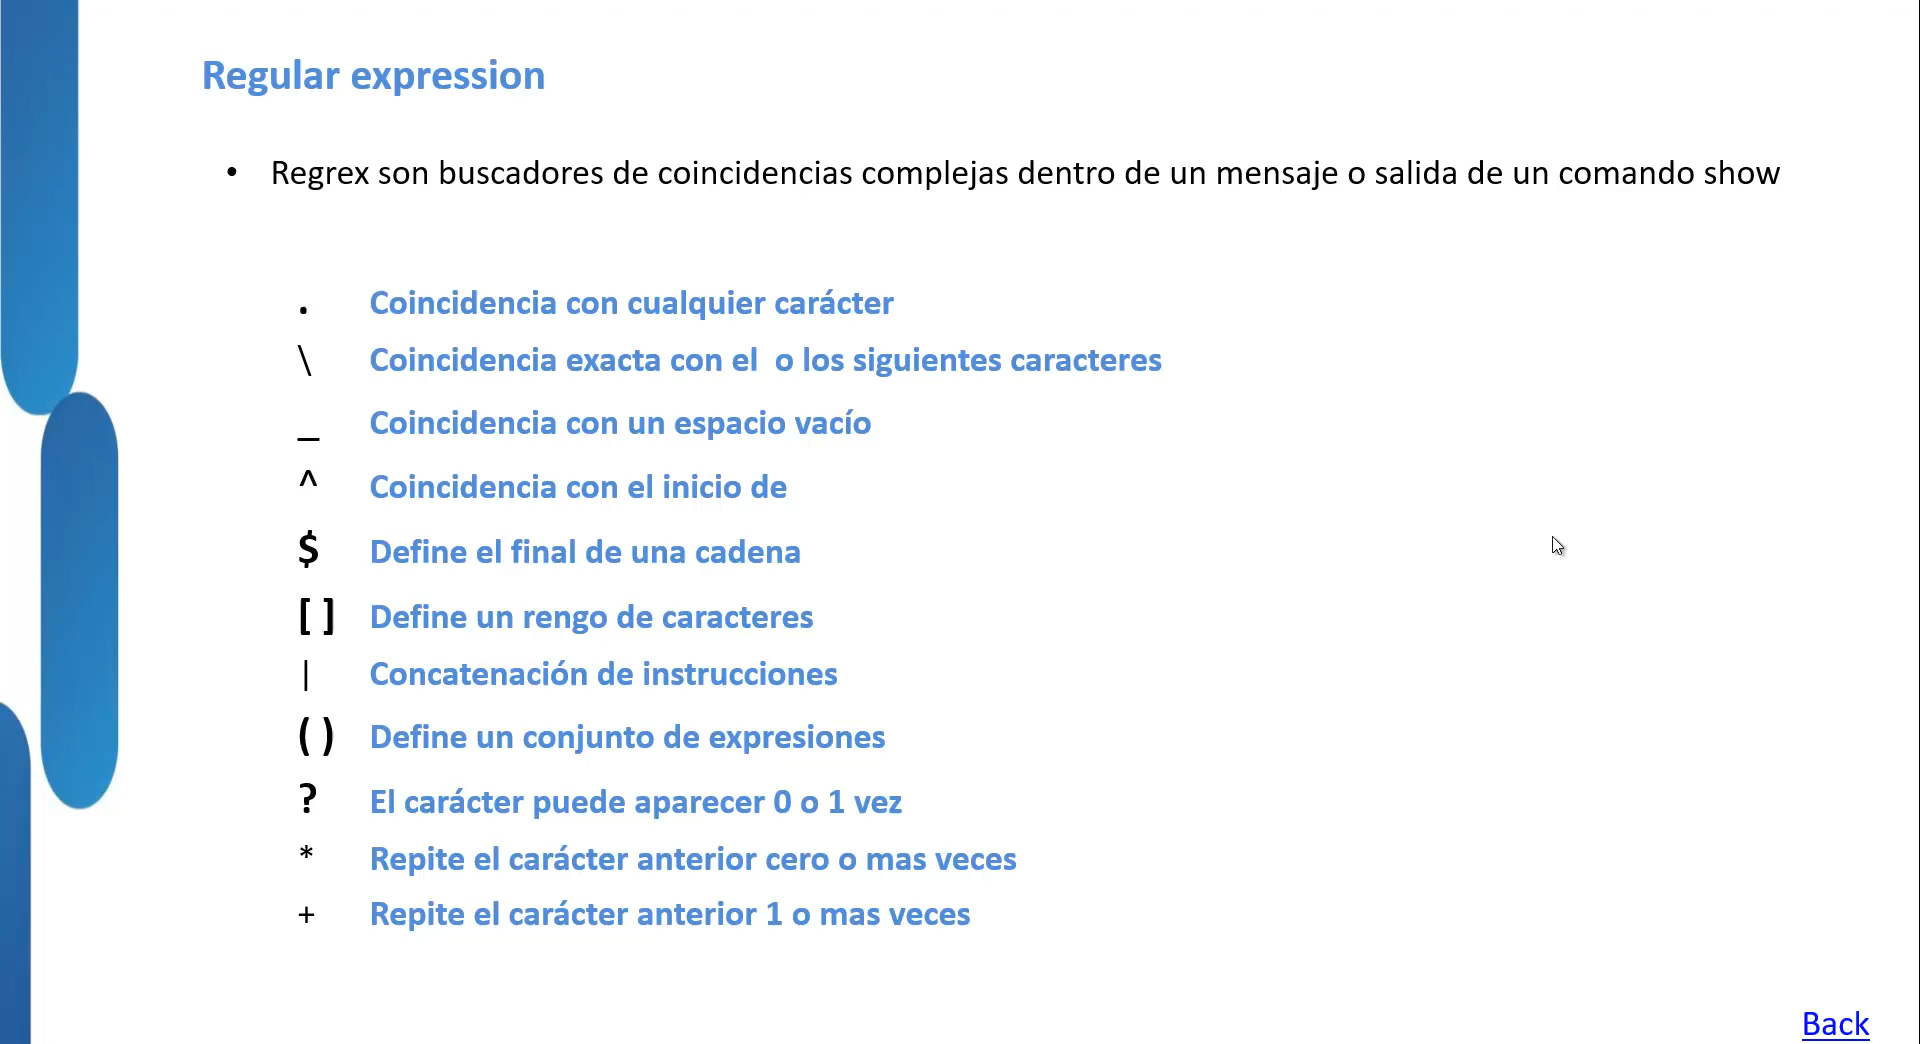 Regular expression
• Regrex son buscadores de coincidencias complejas dentro de un mensaje o salida de un comando show
. Coincidencia con cualquier carácter
\ Coincidencia exacta con el  o los siguientes caracteres
_ Coincidencia con un espacio vacío
^ Coincidencia con el inicio de
$ Define el final de una cadena
[ ] Define un rengo de caracteres
| Concatenación de instrucciones
( ) Define un conjunto de expresiones
? El carácter puede aparecer 0 o 1 vez
* Repite el carácter anterior cero o mas veces
+ Repite el carácter anterior 1 o mas veces
Back